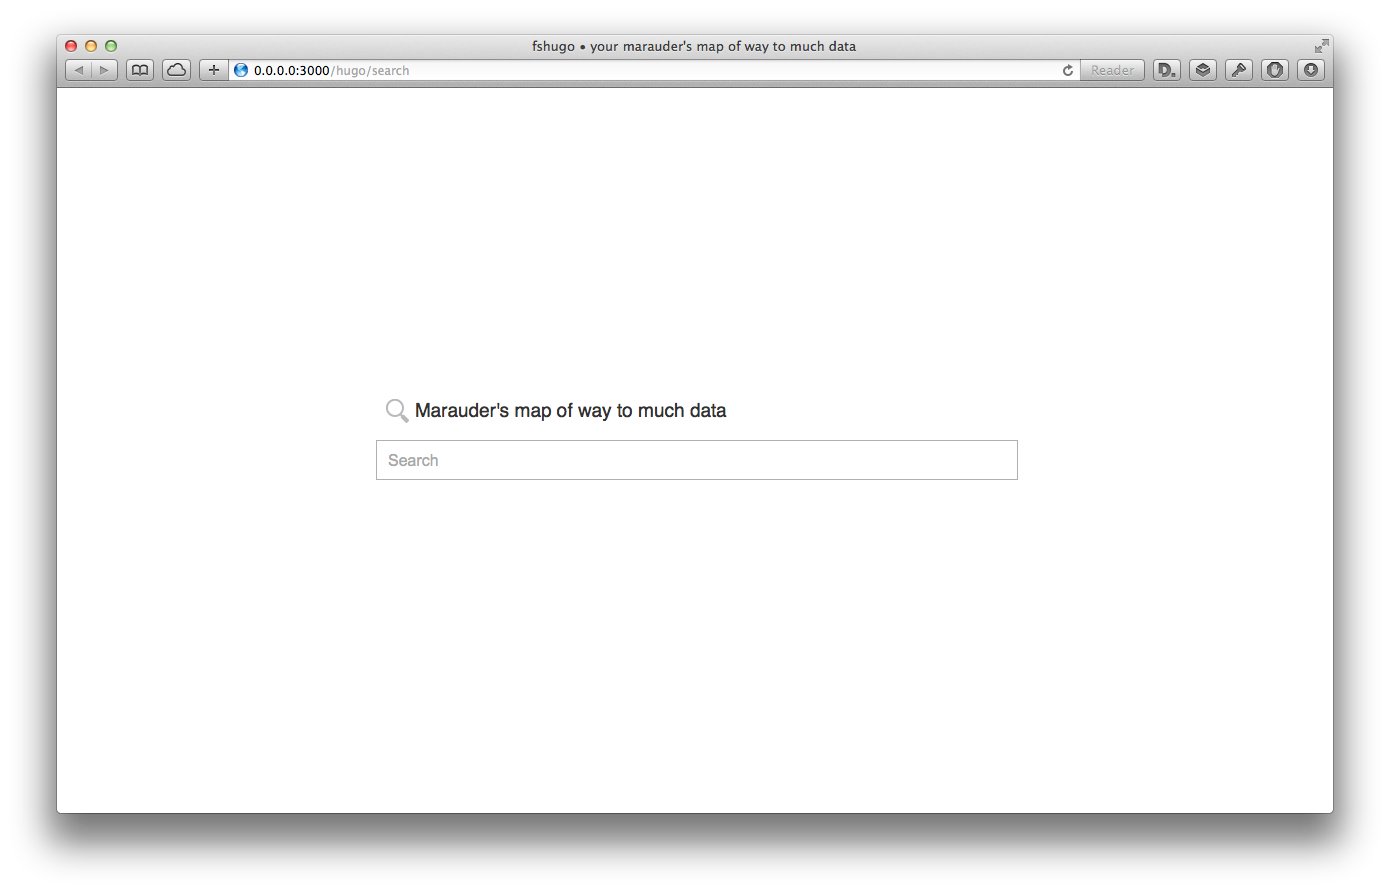 fshugo • your marauder's map of way to much data
0.0.0.0:3000/hugo/search
Reader
D.
Marauder's map of way to much data
Search